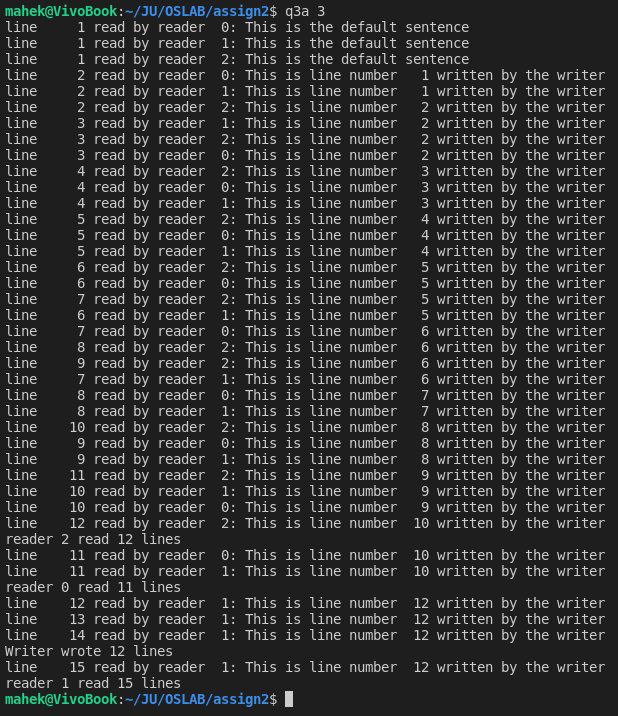 mahek@VivoBook:~/JU/OSLAB/assign2$ q3a 3
line     1 read by reader  0: This is the default sentence
line     1 read by reader  1: This is the default sentence
line     1 read by reader  2: This is the default sentence
line     2 read by reader  0: This is line number   1 written by the writer
line     2 read by reader  1: This is line number   1 written by the writer
line     2 read by reader  2: This is line number   2 written by the writer
line     3 read by reader  1: This is line number   2 written by the writer
line     3 read by reader  2: This is line number   2 written by the writer
line     3 read by reader  0: This is line number   2 written by the writer
line     4 read by reader  2: This is line number   3 written by the writer
line     4 read by reader  0: This is line number   3 written by the writer
line     4 read by reader  1: This is line number   3 written by the writer
line     5 read by reader  2: This is line number   4 written by the writer
line     5 read by reader  0: This is line number   4 written by the writer
line     5 read by reader  1: This is line number   4 written by the writer
line     6 read by reader  2: This is line number   5 written by the writer
line     6 read by reader  0: This is line number   5 written by the writer
line     7 read by reader  2: This is line number   5 written by the writer
line     6 read by reader  1: This is line number   5 written by the writer
line     7 read by reader  0: This is line number   6 written by the writer
line     8 read by reader  2: This is line number   6 written by the writer
line     9 read by reader  2: This is line number   6 written by the writer
line     7 read by reader  1: This is line number   6 written by the writer
line     8 read by reader  0: This is line number   7 written by the writer
line     8 read by reader  1: This is line number   7 written by the writer
line    10 read by reader  2: This is line number   8 written by the writer
line     9 read by reader  0: This is line number   8 written by the writer
line     9 read by reader  1: This is line number   8 written by the writer
line    11 read by reader  2: This is line number   9 written by the writer
line    10 read by reader  1: This is line number   9 written by the writer
line    10 read by reader  0: This is line number   9 written by the writer
line    12 read by reader  2: This is line number  10 written by the writer
reader 2 read 12 lines
line    11 read by reader  0: This is line number  10 written by the writer
line    11 read by reader  1: This is line number  10 written by the writer
reader 0 read 11 lines
line    12 read by reader  1: This is line number  12 written by the writer
line    13 read by reader  1: This is line number  12 written by the writer
line    14 read by reader  1: This is line number  12 written by the writer
Writer wrote 12 lines
line    15 read by reader  1: This is line number  12 written by the writer
reader 1 read 15 lines
mahek@VivoBook:~/JU/OSLAB/assign2$